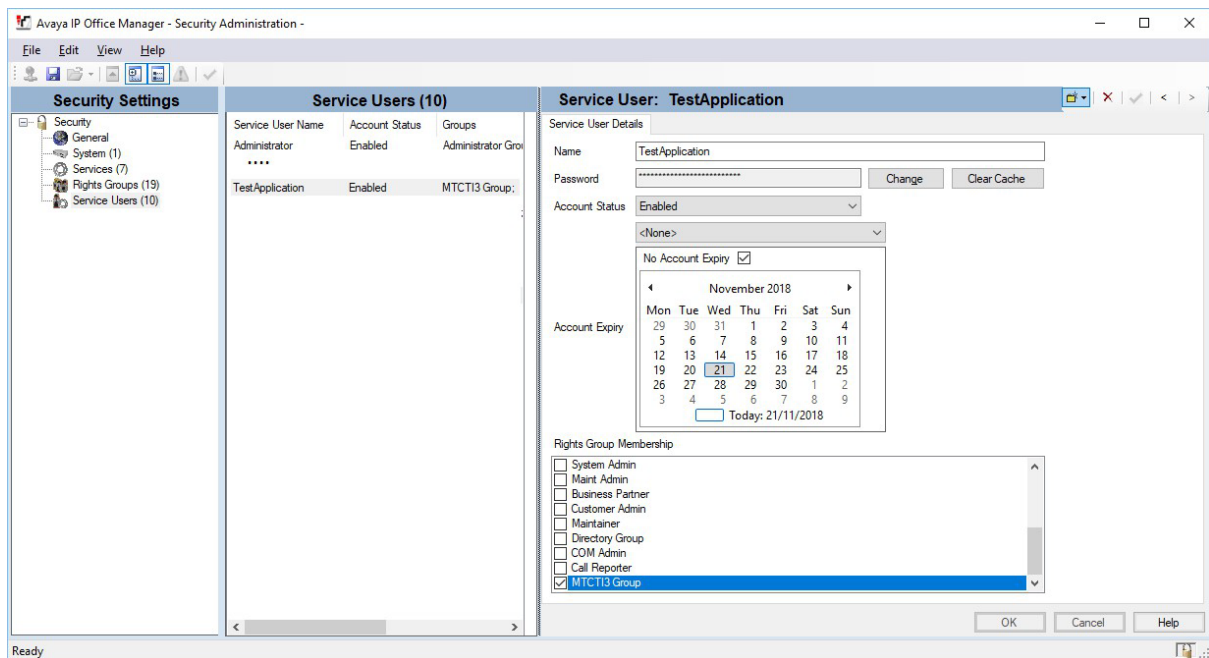 Avaya IP Office Manager - Security Administration -
File Edit View Help
Security Settings
Security
General
System (1)
Services (7)
Rights Groups (19)
Service Users (10)
Service Users (10)
Service User Name Account Status Groups
Administrator Enabled Administrator Grou
....
TestApplication Enabled MTCTI3 Group;
Service User: TestApplication
Service User Details
Name TestApplication
Password *************************** Change Clear Cache
Account Status Enabled
<None>
No Account Expiry
Account Expiry
November 2018
Mon Tue Wed Thu Fri Sat Sun
29 30 31 1 2 3 4
5 6 7 8 9 10 11
12 13 14 15 16 17 18
19 20 21 22 23 24 25
26 27 28 29 30 1 2
3 4 5 6 7 8 9
Today: 21/11/2018
Rights Group Membership
System Admin
Maint Admin
Business Partner
Customer Admin
Maintainer
Directory Group
COM Admin
Call Reporter
MTCTI3 Group
OK Cancel Help
Ready